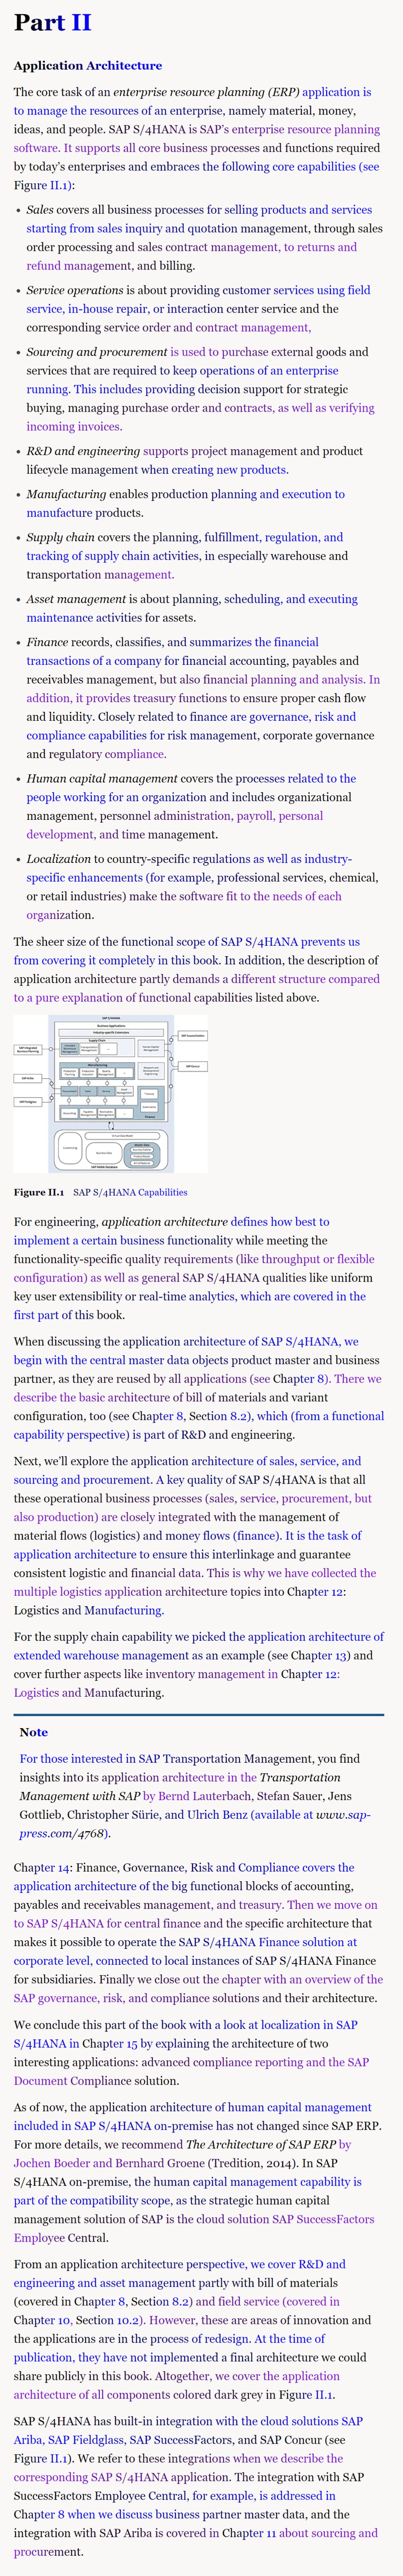 Part II
Application Architecture
The core task of an enterprise resource planning (ERP) application is
to manage the resources of an enterprise, namely material, money,
ideas, and people. SAP S/4HANA is SAP's enterprise resource planning
software. It supports all core business processes and functions required
by today's enterprises and embraces the following core capabilities (see
Figure II.1):
• Sales covers all business processes for selling products and services
starting from sales inquiry and quotation management, through sales
order processing and sales contract management, to returns and
refund management, and billing.
• Service operations is about providing customer services using field
service, in-house repair, or interaction center service and the
corresponding service order and contract management,
• Sourcing and procurement is used to purchase external goods and
services that are required to keep operations of an enterprise
running. This includes providing decision support for strategic
buying, managing purchase order and contracts, as well as verifying
incoming invoices.
• R&D and engineering supports project management and product
lifecycle management when creating new products.
• Manufacturing enables production planning and execution to
manufacture products.
• Supply chain covers the planning, fulfillment, regulation, and
tracking of supply chain activities, in especially warehouse and
transportation management.
• Asset management is about planning, scheduling, and executing
maintenance activities for assets.
• Finance records, classifies, and summarizes the financial
transactions of a company for financial accounting, payables and
receivables management, but also financial planning and analysis. In
addition, it provides treasury functions to ensure proper cash flow
and liquidity. Closely related to finance are governance, risk and
compliance capabilities for risk management, corporate governance
and regulatory compliance.
• Human capital management covers the processes related to the
people working for an organization and includes organizational
management, personnel administration, payroll, personal
development, and time management.
• Localization to country-specific regulations as well as industry-
specific enhancements (for example, professional services, chemical,
or retail industries) make the software fit to the needs of each
organization.
The sheer size of the functional scope of SAP S/4HANA prevents us
from covering it completely in this book. In addition, the description of
application architecture partly demands a different structure compared
to a pure explanation of functional capabilities listed above.
SAP S/4HANA
Business Applications
Industry-specific Extensions
Supply Chain
Manufacturing
Finance
Figure II.1 SAP S/4HANA Capabilities
For engineering, application architecture defines how best to
implement a certain business functionality while meeting the
functionality-specific quality requirements (like throughput or flexible
configuration) as well as general SAP S/4HANA qualities like uniform
key user extensibility or real-time analytics, which are covered in the
first part of this book.
When discussing the application architecture of SAP S/4HANA, we
begin with the central master data objects product master and business
partner, as they are reused by all applications (see Chapter 8). There we
describe the basic architecture of bill of materials and variant
configuration, too (see Chapter 8, Section 8.2), which (from a functional
capability perspective) is part of R&D and engineering.
Next, we'll explore the application architecture of sales, service, and
sourcing and procurement. A key quality of SAP S/4HANA is that all
these operational business processes (sales, service, procurement, but
also production) are closely integrated with the management of
material flows (logistics) and money flows (finance). It is the task of
application architecture to ensure this interlinkage and guarantee
consistent logistic and financial data. This is why we have collected the
multiple logistics application architecture topics into Chapter 12:
Logistics and Manufacturing.
For the supply chain capability we picked the application architecture of
extended warehouse management as an example (see Chapter 13) and
cover further aspects like inventory management in Chapter 12:
Logistics and Manufacturing.
Note
For those interested in SAP Transportation Management, you find
insights into its application architecture in the Transportation
Management with SAP by Bernd Lauterbach, Stefan Sauer, Jens
Gottlieb, Christopher Sürie, and Ulrich Benz (available at www.sap-
press.com/4768).
Chapter 14: Finance, Governance, Risk and Compliance covers the
application architecture of the big functional blocks of accounting,
payables and receivables management, and treasury. Then we move on
to SAP S/4HANA for central finance and the specific architecture that
makes it possible to operate the SAP S/4HANA Finance solution at
corporate level, connected to local instances of SAP S/4HANA Finance
for subsidiaries. Finally we close out the chapter with an overview of the
SAP governance, risk, and compliance solutions and their architecture.
We conclude this part of the book with a look at localization in SAP
S/4HANA in Chapter 15 by explaining the architecture of two
interesting applications: advanced compliance reporting and the SAP
Document Compliance solution.
As of now, the application architecture of human capital management
included in SAP S/4HANA on-premise has not changed since SAP ERP.
For more details, we recommend The Architecture of SAP ERP by
Jochen Boeder and Bernhard Groene (Tredition, 2014). In SAP
S/4HANA on-premise, the human capital management capability is
part of the compatibility scope, as the strategic human capital
management solution of SAP is the cloud solution SAP SuccessFactors
Employee Central.
From an application architecture perspective, we cover R&D and
engineering and asset management partly with bill of materials
(covered in Chapter 8, Section 8.2) and field service (covered in
Chapter 10, Section 10.2). However, these are areas of innovation and
the applications are in the process of redesign. At the time of
publication, they have not implemented a final architecture we could
share publicly in this book. Altogether, we cover the application
architecture of all components colored dark grey in Figure II.1.
SAP S/4HANA has built-in integration with the cloud solutions SAP
Ariba, SAP Fieldglass, SAP SuccessFactors, and SAP Concur (see
Figure II.1). We refer to these integrations when we describe the
corresponding SAP S/4HANA application. The integration with SAP
SuccessFactors Employee Central, for example, is addressed in
Chapter 8 when we discuss business partner master data, and the
integration with SAP Ariba is covered in Chapter 11 about sourcing and
procurement.